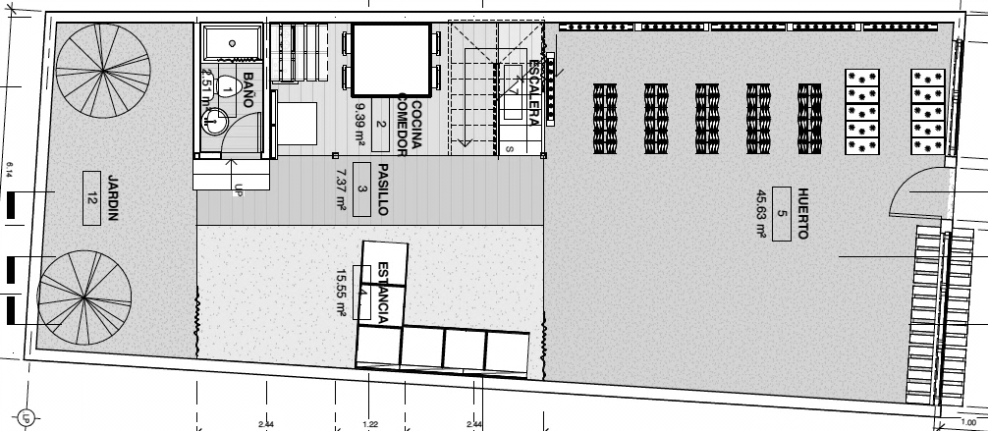 BAÑO
1
2.51 m²
COCINA
COMEDOR
2
9.39 m²
ESCALERA
7
S
PASILLO
3
7.37 m²
UP
JARDIN
12
ESTANCIA
4
15.55 m²
HUERTO
5
45.63 m²
6.14
UP
2.44
1.22
2.44
1.00